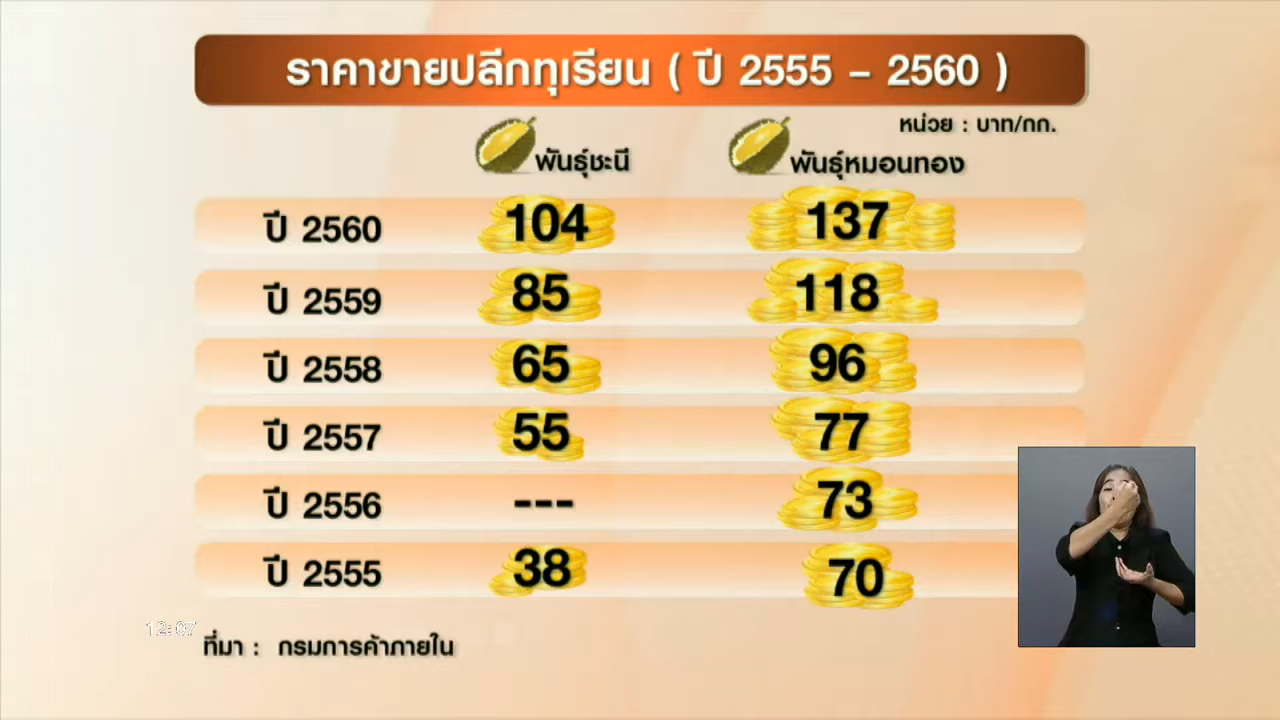 ราคาขายปลีกทุเรียน ( ปี 2555 – 2560 )
หน่วย : บาท/กก.
พันธุ์ชะนี พันธุ์หมอนทอง
ปี 2560 104 137
ปี 2559 85 118
ปี 2558 65 96
ปี 2557 55 77
ปี 2556 --- 73
ปี 2555 38 70
12:07
ที่มา : กรมการค้าภายใน